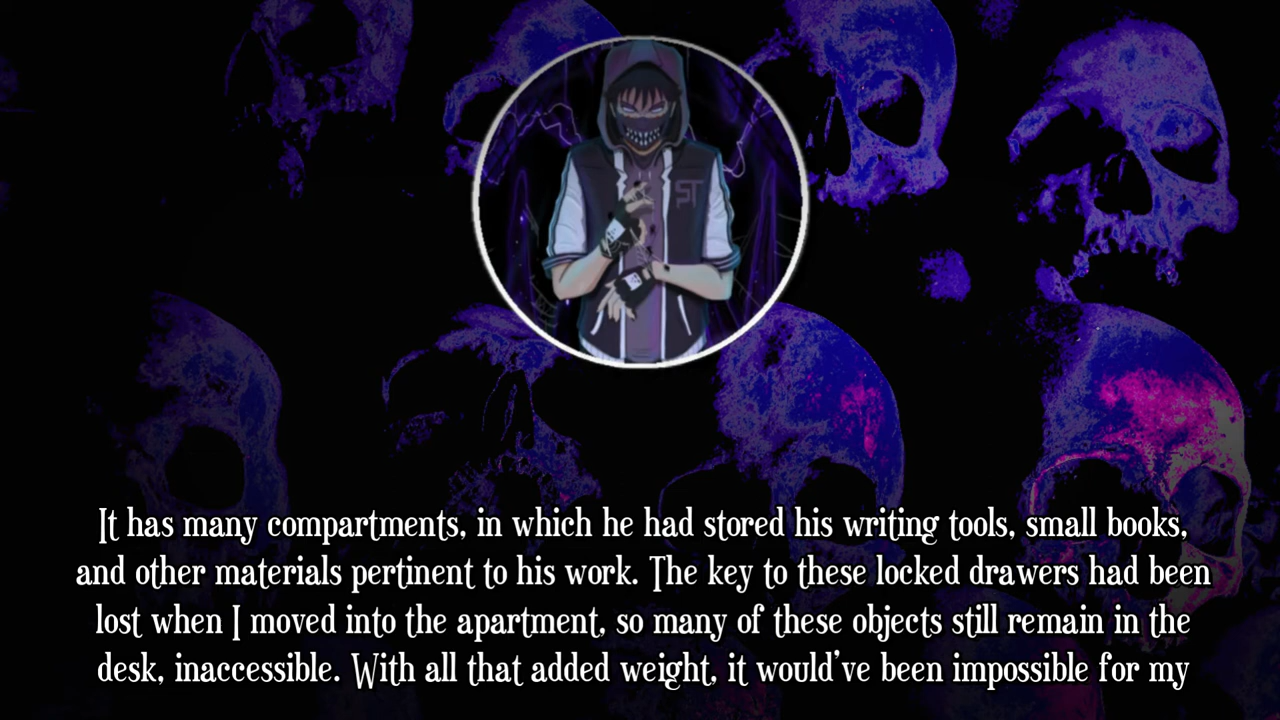 ST
It has many compartments, in which he had stored his writing tools, small books,
and other materials pertinent to his work. The key to these locked drawers had been
lost when I moved into the apartment, so many of these objects still remain in the
desk, inaccessible. With all that added weight, it would've been impossible for my